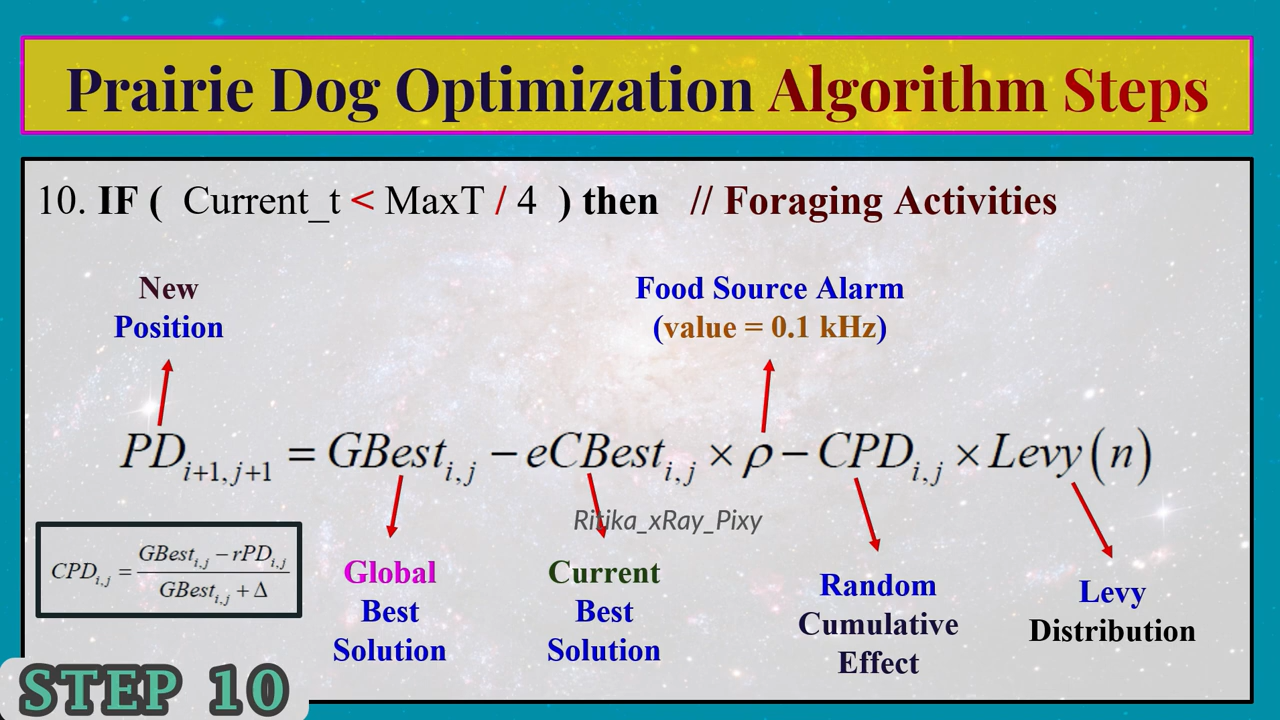 Prairie Dog Optimization Algorithm Steps
10. IF ( Current_t < MaxT / 4 ) then // Foraging Activities
New
Position
Food Source Alarm
(value = 0.1 kHz)
PD_{i+1,j+1} = GBest_{i,j} − eCBest_{i,j} × ρ − CPD_{i,j} × Levy(n)
Ritika_xRay_Pixy
CPD_{i,j} = (GBest_{i,j} − rPD_{i,j}) / (GBest_{i,j} + Δ)
Global
Best
Solution
Current
Best
Solution
Random
Cumulative
Effect
Levy
Distribution
STEP 10